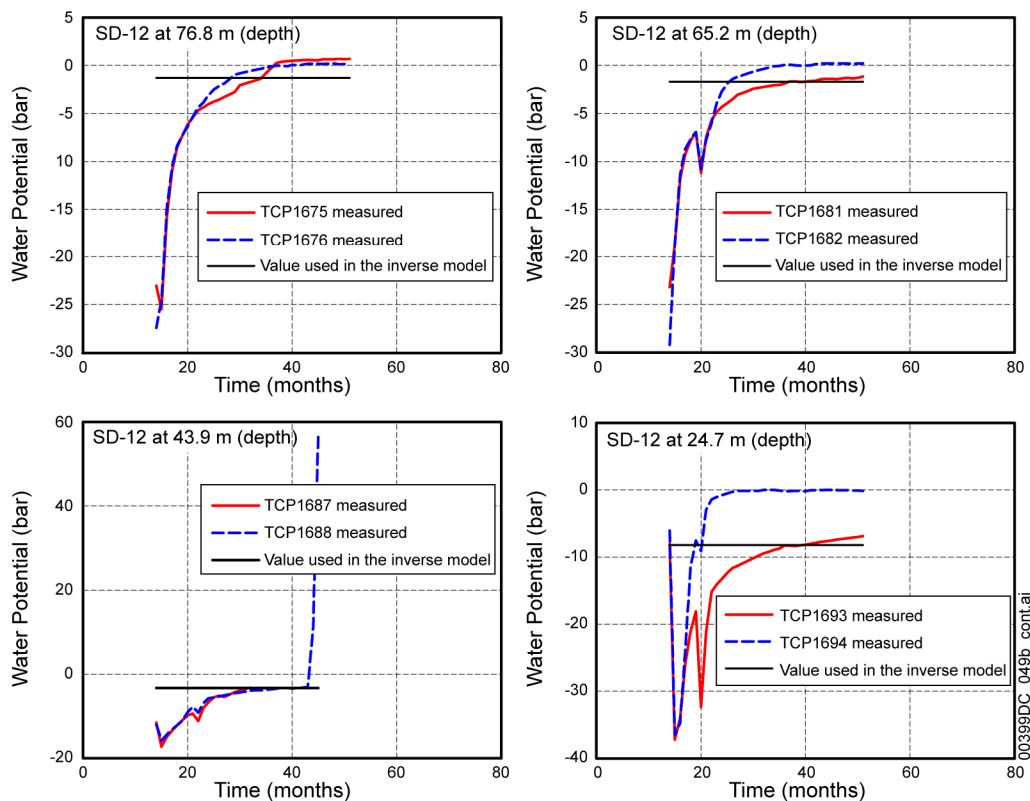 SD-12 at 76.8 m (depth)
5
0
-5
-10
-15
-20
-25
-30
Water Potential (bar)
TCP1675 measured
TCP1676 measured
Value used in the inverse model
0
20
40
60
80
Time (months)
SD-12 at 65.2 m (depth)
5
0
-5
-10
-15
-20
-25
-30
Water Potential (bar)
TCP1681 measured
TCP1682 measured
Value used in the inverse model
0
20
40
60
80
Time (months)
SD-12 at 43.9 m (depth)
60
40
20
0
-20
Water Potential (bar)
TCP1687 measured
TCP1688 measured
Value used in the inverse model
0
20
40
60
80
Time (months)
SD-12 at 24.7 m (depth)
10
0
-10
-20
-30
-40
Water Potential (bar)
TCP1693 measured
TCP1694 measured
Value used in the inverse model
0
20
40
60
80
Time (months)
00399DC_049b_cont.ai